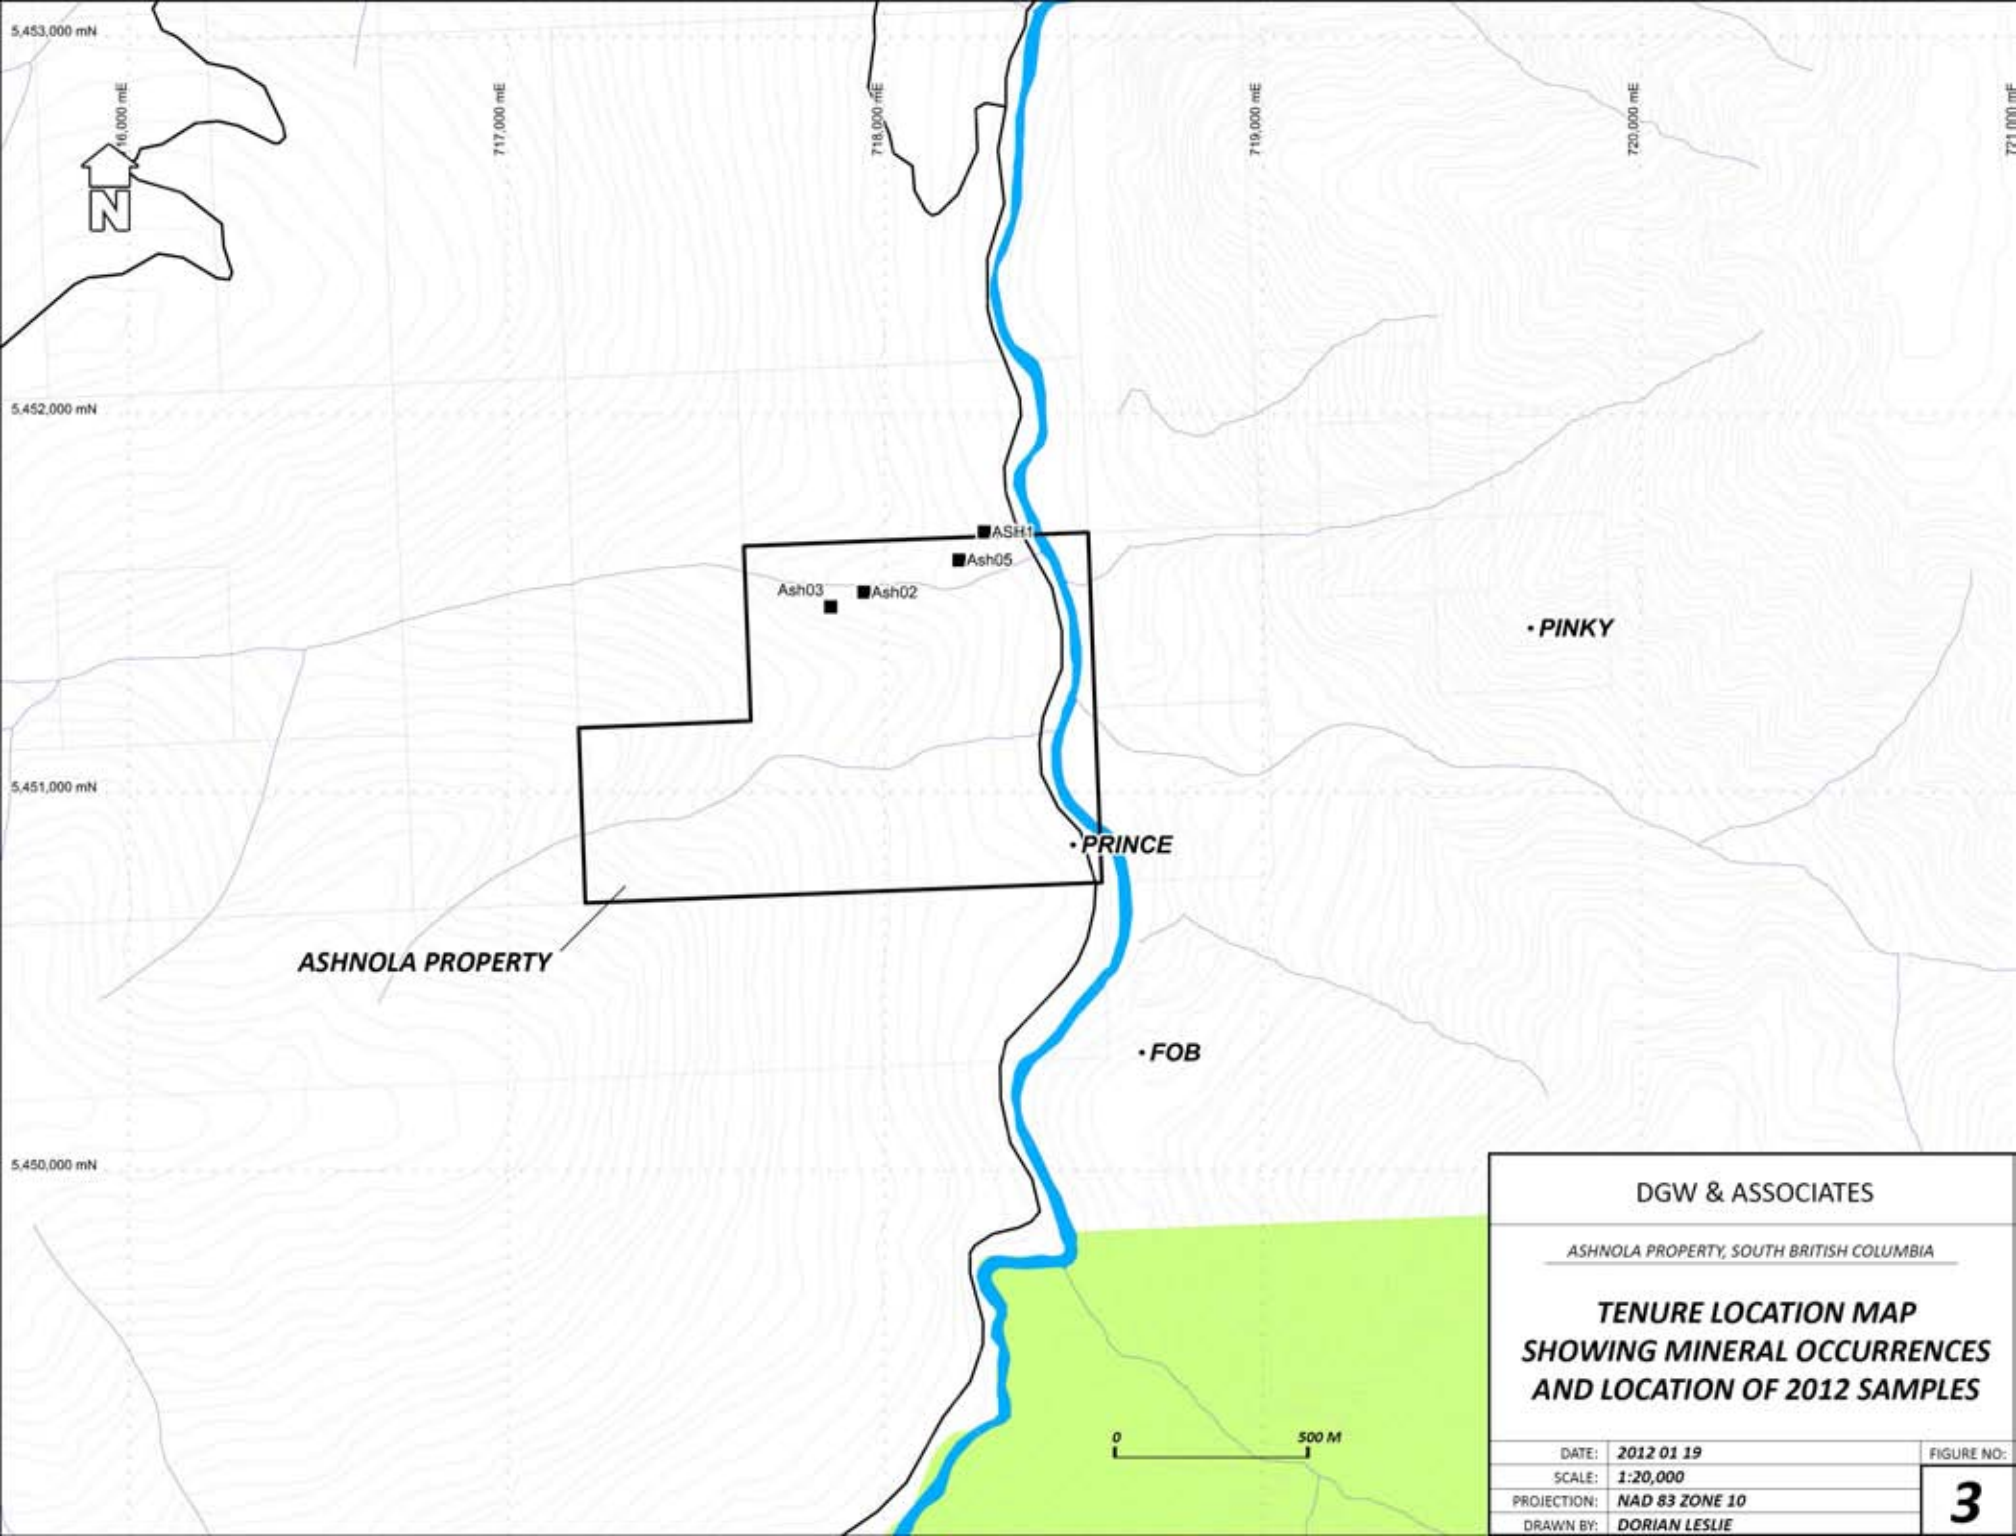 5,453,000 mN
16,000 mE
717,000 mE
718,000 mE
719,000 mE
720,000 mE
721,000 mE
N
5,452,000 mN
ASH1
Ash05
Ash03
Ash02
PINKY
5,451,000 mN
PRINCE
ASHNOLA PROPERTY
FOB
5,450,000 mN
0 500 M
DGW & ASSOCIATES
ASHNOLA PROPERTY, SOUTH BRITISH COLUMBIA
TENURE LOCATION MAP
SHOWING MINERAL OCCURRENCES
AND LOCATION OF 2012 SAMPLES
DATE: 2012 01 19
FIGURE NO:
SCALE: 1:20,000
3
PROJECTION: NAD 83 ZONE 10
DRAWN BY: DORIAN LESLIE